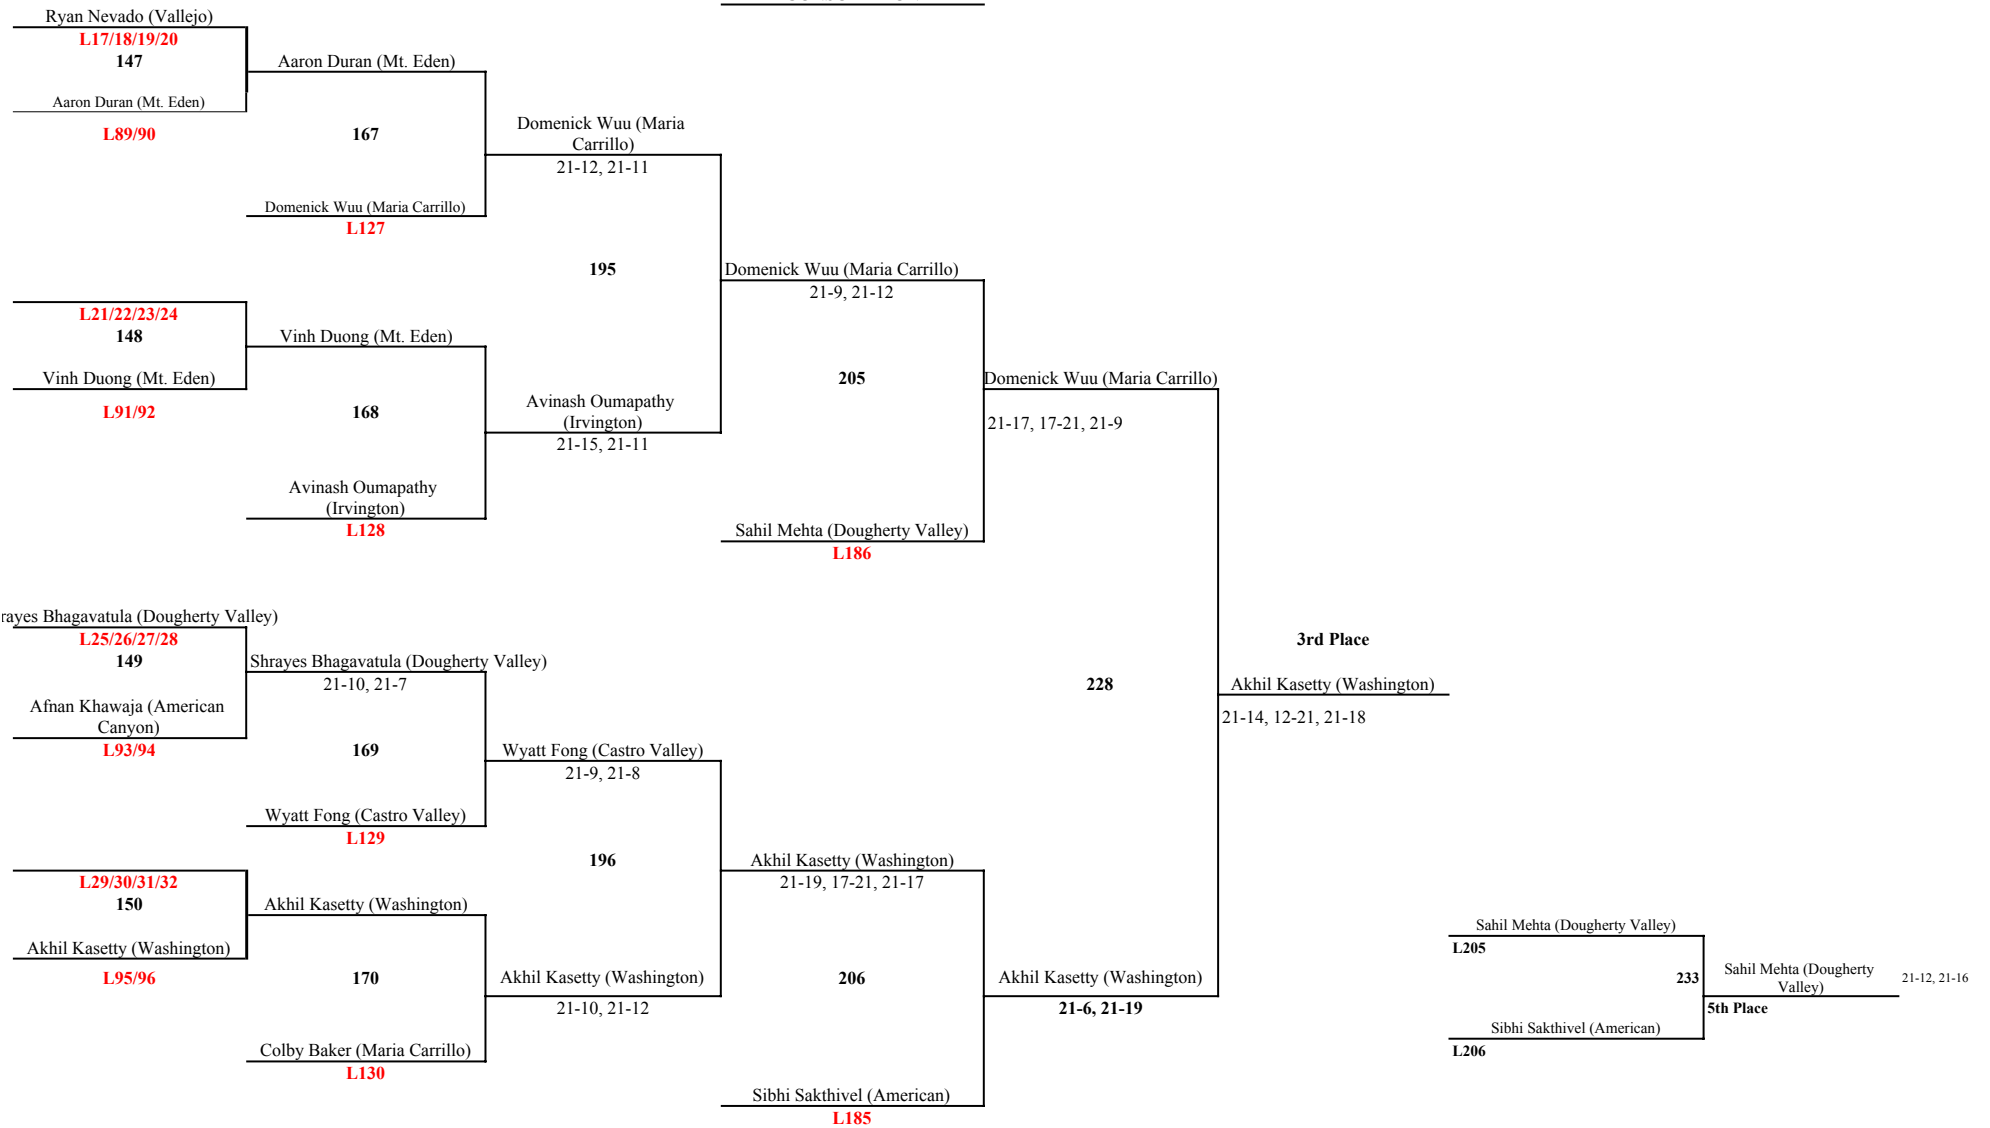 Ryan Nevado (Vallejo)
L17/18/19/20
147
Aaron Duran (Mt. Eden)
Aaron Duran (Mt. Eden)
L89/90
167
Domenick Wuu (Maria
Carrillo)
21-12, 21-11
Domenick Wuu (Maria Carrillo)
L127
195
Domenick Wuu (Maria Carrillo)
21-9, 21-12
L21/22/23/24
148
Vinh Duong (Mt. Eden)
Vinh Duong (Mt. Eden)
L91/92
168
Avinash Oumapathy
(Irvington)
21-15, 21-11
205
Domenick Wuu (Maria Carrillo)
21-17, 17-21, 21-9
Avinash Oumapathy
(Irvington)
L128
Sahil Mehta (Dougherty Valley)
L186
rayes Bhagavatula (Dougherty Valley)
L25/26/27/28
149
Shrayes Bhagavatula (Dougherty Valley)
21-10, 21-7
Afnan Khawaja (American
Canyon)
L93/94
169
Wyatt Fong (Castro Valley)
21-9, 21-8
Wyatt Fong (Castro Valley)
L129
228
3rd Place
Akhil Kasetty (Washington)
21-14, 12-21, 21-18
196
Akhil Kasetty (Washington)
21-19, 17-21, 21-17
L29/30/31/32
150
Akhil Kasetty (Washington)
Akhil Kasetty (Washington)
L95/96
170
Akhil Kasetty (Washington)
21-10, 21-12
206
Akhil Kasetty (Washington)
21-6, 21-19
Colby Baker (Maria Carrillo)
L130
Sibhi Sakthivel (American)
L185
Sahil Mehta (Dougherty Valley)
L205
233
Sahil Mehta (Dougherty
Valley)
21-12, 21-16
5th Place
Sibhi Sakthivel (American)
L206